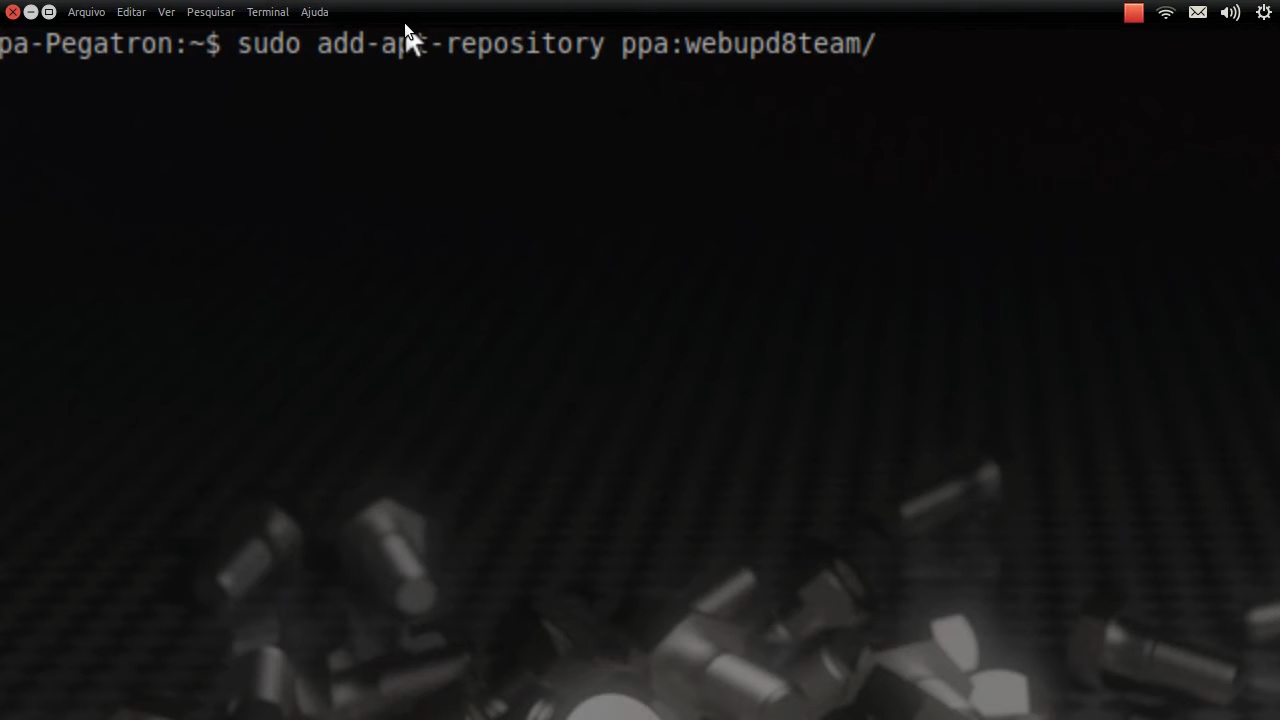 Arquivo Editar Ver Pesquisar Terminal Ajuda
pa-Pegatron:~$ sudo add-apt-repository ppa:webupd8team/